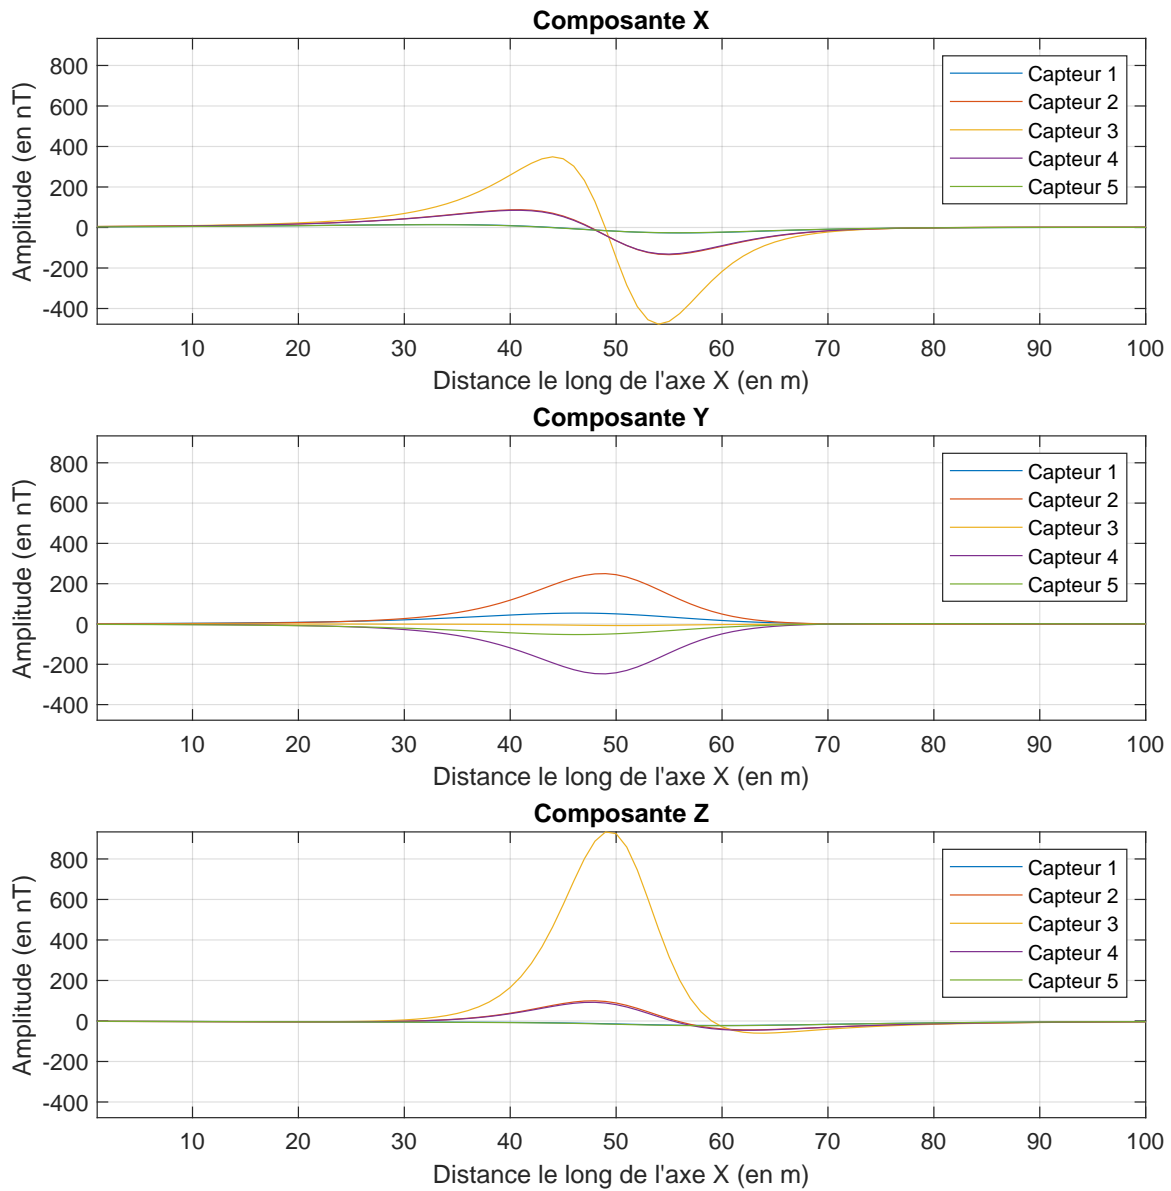 Composante X
Amplitude (en nT)
800
600
400
200
0
-200
-400
Capteur 1
Capteur 2
Capteur 3
Capteur 4
Capteur 5
10 20 30 40 50 60 70 80 90 100
Distance le long de l'axe X (en m)
Composante Y
Amplitude (en nT)
800
600
400
200
0
-200
-400
Capteur 1
Capteur 2
Capteur 3
Capteur 4
Capteur 5
10 20 30 40 50 60 70 80 90 100
Distance le long de l'axe X (en m)
Composante Z
Amplitude (en nT)
800
600
400
200
0
-200
-400
Capteur 1
Capteur 2
Capteur 3
Capteur 4
Capteur 5
10 20 30 40 50 60 70 80 90 100
Distance le long de l'axe X (en m)